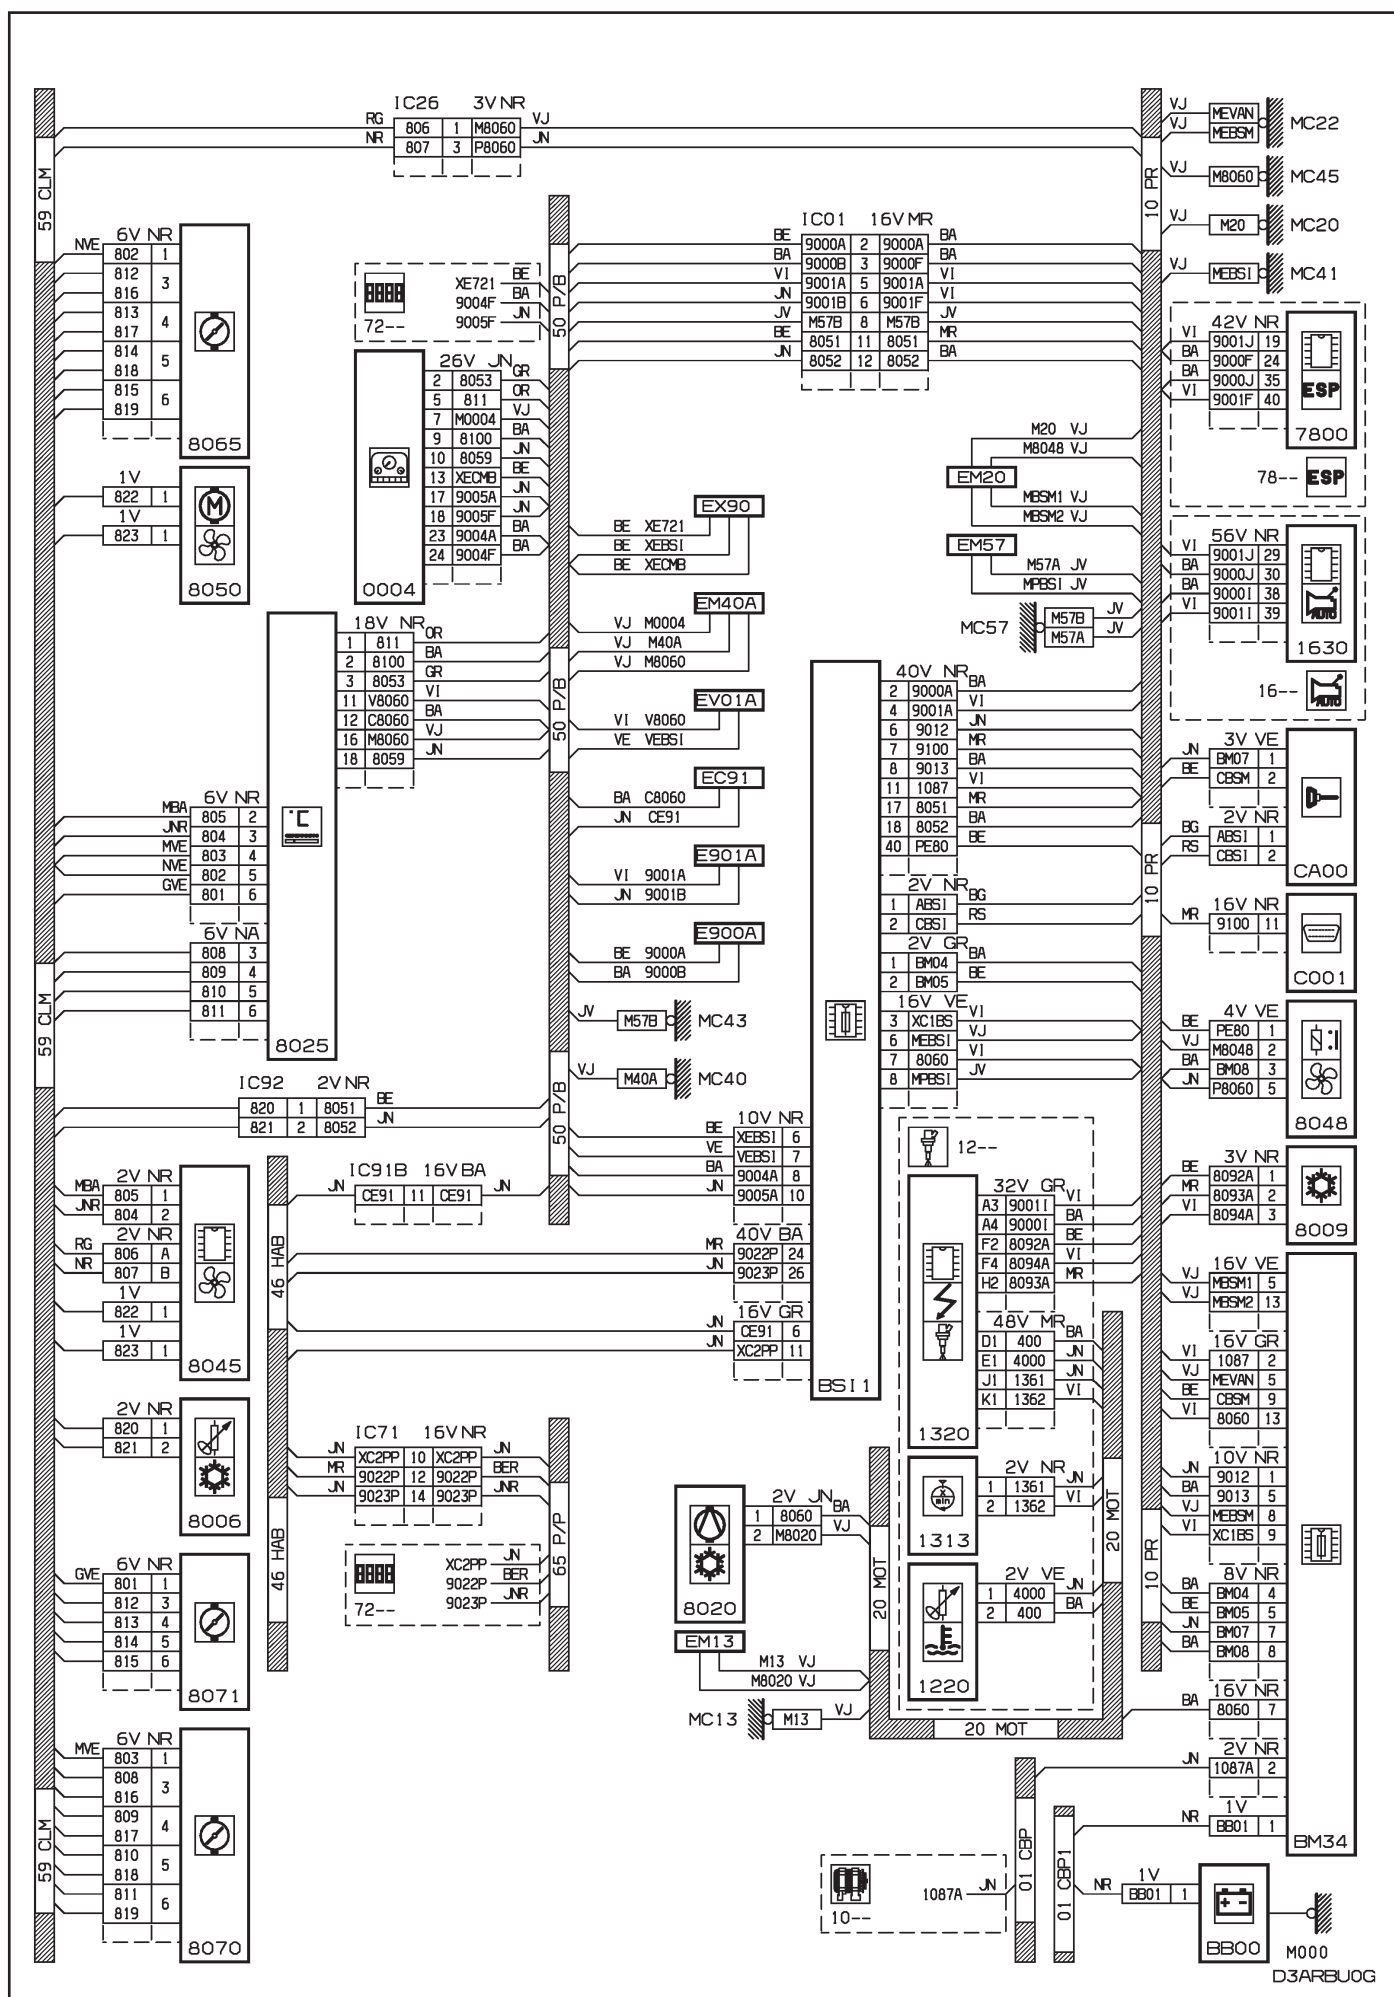 IC26 3V NR
RG 806 1 M8060 VJ
NR 807 3 P8060 JN
59 CLM
6V NR
NVE 802 1
812 3
816
813 4
817
814 5
818
815 6
819
8065
1V
822 1
1V
823 1
8050
XE721 BE
9004F BA
9005F JN
72--
50 P/B
26V JN
2 8053 GR
5 811 OR
7 M0004 VJ
9 8100 BA
10 8059 JN
13 XECMB BE
17 9005A JN
18 9005F JN
23 9004A BA
24 9004F BA
0004
IC01 16V MR
BE 9000A 2 9000A BA
BA 9000B 3 9000F BA
VI 9001A 5 9001A VI
JN 9001B 6 9001F VI
JV M57B 8 M57B JV
BE 8051 11 8051 MR
JN 8052 12 8052 BA
10 PR
VJ MEVAN
VJ MEBSM
MC22
VJ M8060 MC45
VJ M20 MC20
VJ MEBSI MC41
42V NR
VI 9001J 19
BA 9000F 24
BA 9000J 35
VI 9001F 40
ESP
7800
78-- ESP
56V NR
VI 9001J 29
BA 9000J 30
BA 9000I 38
VI 9001I 39
AUTO
1630
16-- AUTO
M20 VJ
M8048 VJ
EM20
MBSM1 VJ
MBSM2 VJ
EM57
M57A JV
MPBSI JV
MC57
M57B JV
M57A JV
EX90
BE XE721
BE XEBSI
BE XECMB
EM40A
VJ M0004
VJ M40A
VJ M8060
EV01A
VI V8060
VE VEBSI
EC91
BA C8060
JN CE91
E901A
VI 9001A
JN 9001B
E900A
BE 9000A
BA 9000B
JV M57B MC43
VJ M40A MC40
50 P/B
50 P/B
18V NR
1 811 OR
2 8100 BA
3 8053 GR
11 V8060 VI
12 C8060 BA
16 M8060 VJ
18 8059 JN
6V NR
MBA 805 2
JNR 804 3
MVE 803 4
NVE 802 5
GVE 801 6
6V NA
808 3
809 4
810 5
811 6
°C
8025
59 CLM
IC92 2V NR
820 1 8051 BE
821 2 8052 JN
40V NR
2 9000A BA
4 9001A VI
6 9012 JN
7 9100 MR
8 9013 BA
11 1087 VI
17 8051 MR
18 8052 BA
40 PE80 BE
2V NR
1 ABSI BG
2 CBSI RS
2V GR
1 BM04 BA
2 BM05 BE
16V VE
3 XC1BS VI
6 MEBSI VJ
7 8060 VI
8 MPBSI JV
10V NR
BE XEBSI 6
VE VEBSI 7
BA 9004A 8
JN 9005A 10
40V BA
MR 9022P 24
JN 9023P 26
16V GR
JN CE91 6
JN XC2PP 11
BSI1
10 PR
3V VE
JN BM07 1
BE CBSM 2
2V NR
BG ABSI 1
RS CBSI 2
CA00
16V NR
MR 9100 11
C001
4V VE
BE PE80 1
VJ M8048 2
BA BM08 3
JN P8060 5
8048
3V NR
BE 8092A 1
MR 8093A 2
VI 8094A 3
8009
2V NR
MBA 805 1
JNR 804 2
2V NR
RG 806 A
NR 807 B
1V
822 1
1V
823 1
8045
46 HAB
IC91B 16V BA
JN CE91 11 CE91 JN
12--
32V GR
A3 9001I VI
A4 9000I BA
F2 8092A BE
F4 8094A VI
H2 8093A MR
48V MR
D1 400 BA
E1 4000 JN
J1 1361 JN
K1 1362 VI
1320
16V VE
VJ MBSM1 5
VJ MBSM2 13
16V GR
VI 1087 2
VJ MEVAN 5
BE CBSM 9
VI 8060 13
10V NR
JN 9012 1
BA 9013 5
VJ MEBSM 8
VI XC1BS 9
8V NR
BA BM04 4
BE BM05 5
JN BM07 7
BA BM08 8
16V NR
BA 8060 7
2V NR
JN 1087A 2
1V
NR BB01 1
BM34
2V NR
820 1
821 2
8006
46 HAB
IC71 16V NR
JN XC2PP 10 XC2PP JN
MR 9022P 12 9022P BER
JN 9023P 14 9023P JNR
XC2PP JN
9022P BER
9023P JNR
72--
65 P/P
6V NR
GVE 801 1
812 3
813 4
814 5
815 6
8071
2V JN
1 8060 BA
2 M8020 VJ
8020
EM13
M13 VJ
M8020 VJ
MC13 M13 VJ
20 MOT
2V NR
1 1361 JN
2 1362 VI
x
min
1313
2V VE
1 4000 JN
2 400 BA
1220
20 MOT
20 MOT
10 PR
6V NR
MVE 803 1
808 3
816
809 4
817
810 5
818
811 6
819
8070
59 CLM
1087A JN
10--
01 CBP
01 CBP1
1V
NR BB01 1
+ -
BB00 M000
D3ARBU0G